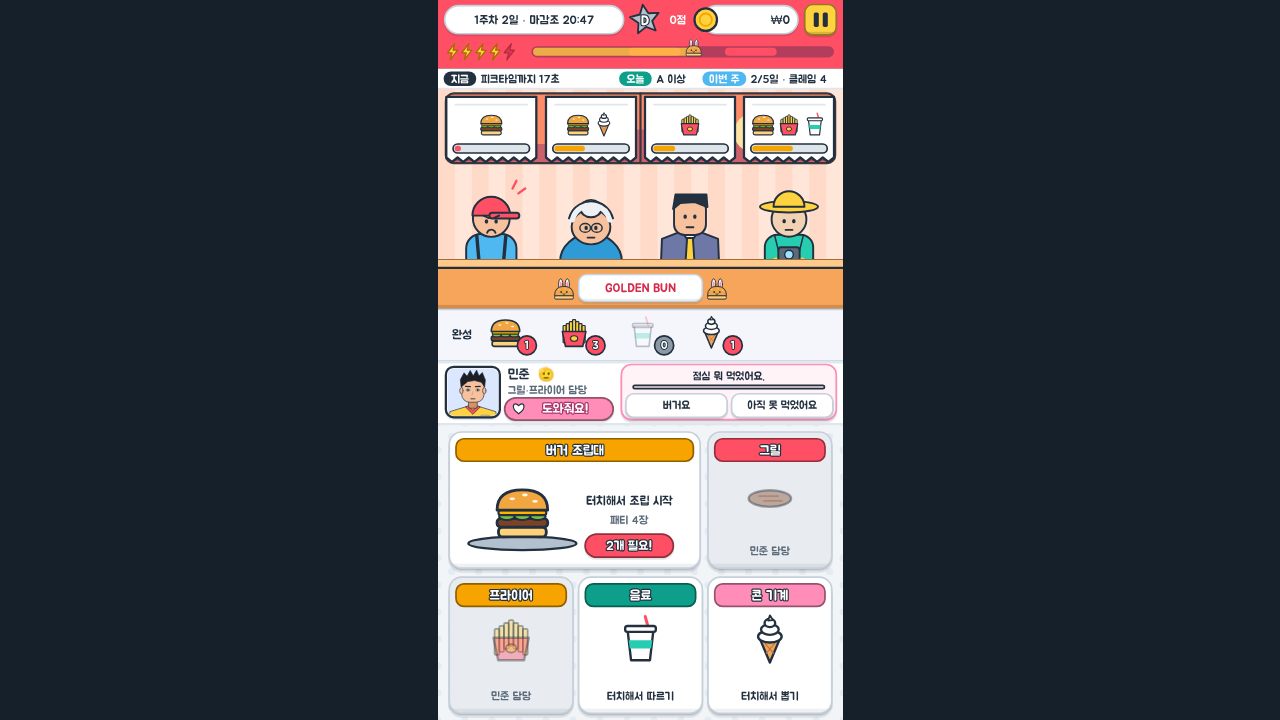 1주차 2일 · 마감조 20:47
D
0점
₩0
지금 피크타임까지 17초
오늘 A 이상
이번 주 2/5일 · 클레임 4
GOLDEN BUN
완성
1
3
0
1
민준
그릴·프라이어 담당
도와줘요!
점심 뭐 먹었어요.
버거요
아직 못 먹었어요
버거 조립대
터치해서 조립 시작
패티 4장
2개 필요!
그릴
민준 담당
프라이어
민준 담당
음료
터치해서 따르기
콘 기계
터치해서 뽑기